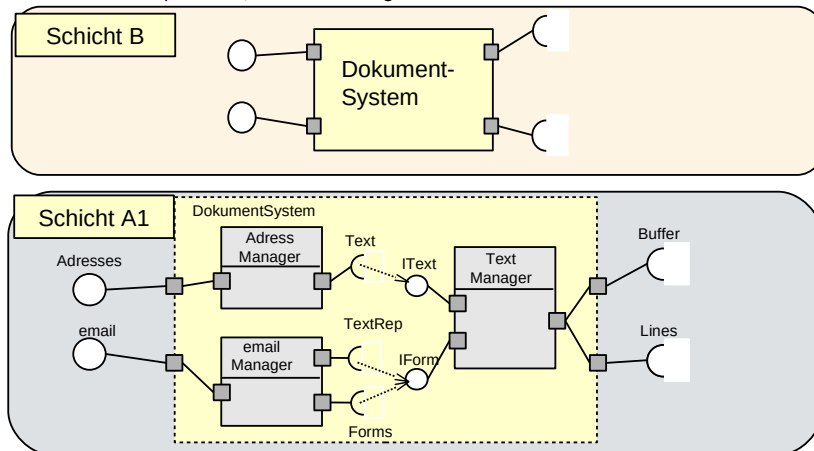 Schicht B
Dokument-
System
Schicht A1
DokumentSystem
Adresses
Adress
Manager
Text
IText
Text
Manager
Buffer
email
email
Manager
TextRep
IForm
Lines
Forms